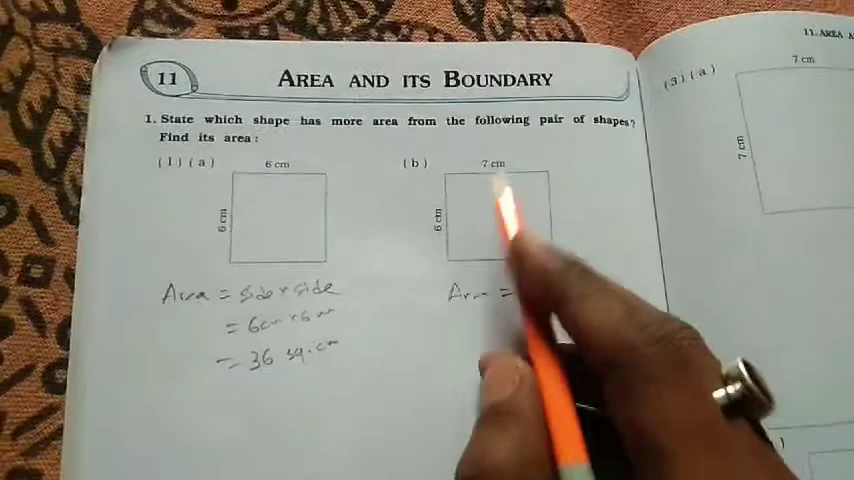 11 AREA AND ITS BOUNDARY
1. State which shape has more area from the following pair of shapes?
Find its area :
(1) (a) 6 cm
6 cm
(b) 7 cm
6 cm
Area = side × side
= 6cm × 6cm
= 36 sq. cm
Area =
11. AREA A
(3) (a) 7 cm
7 cm